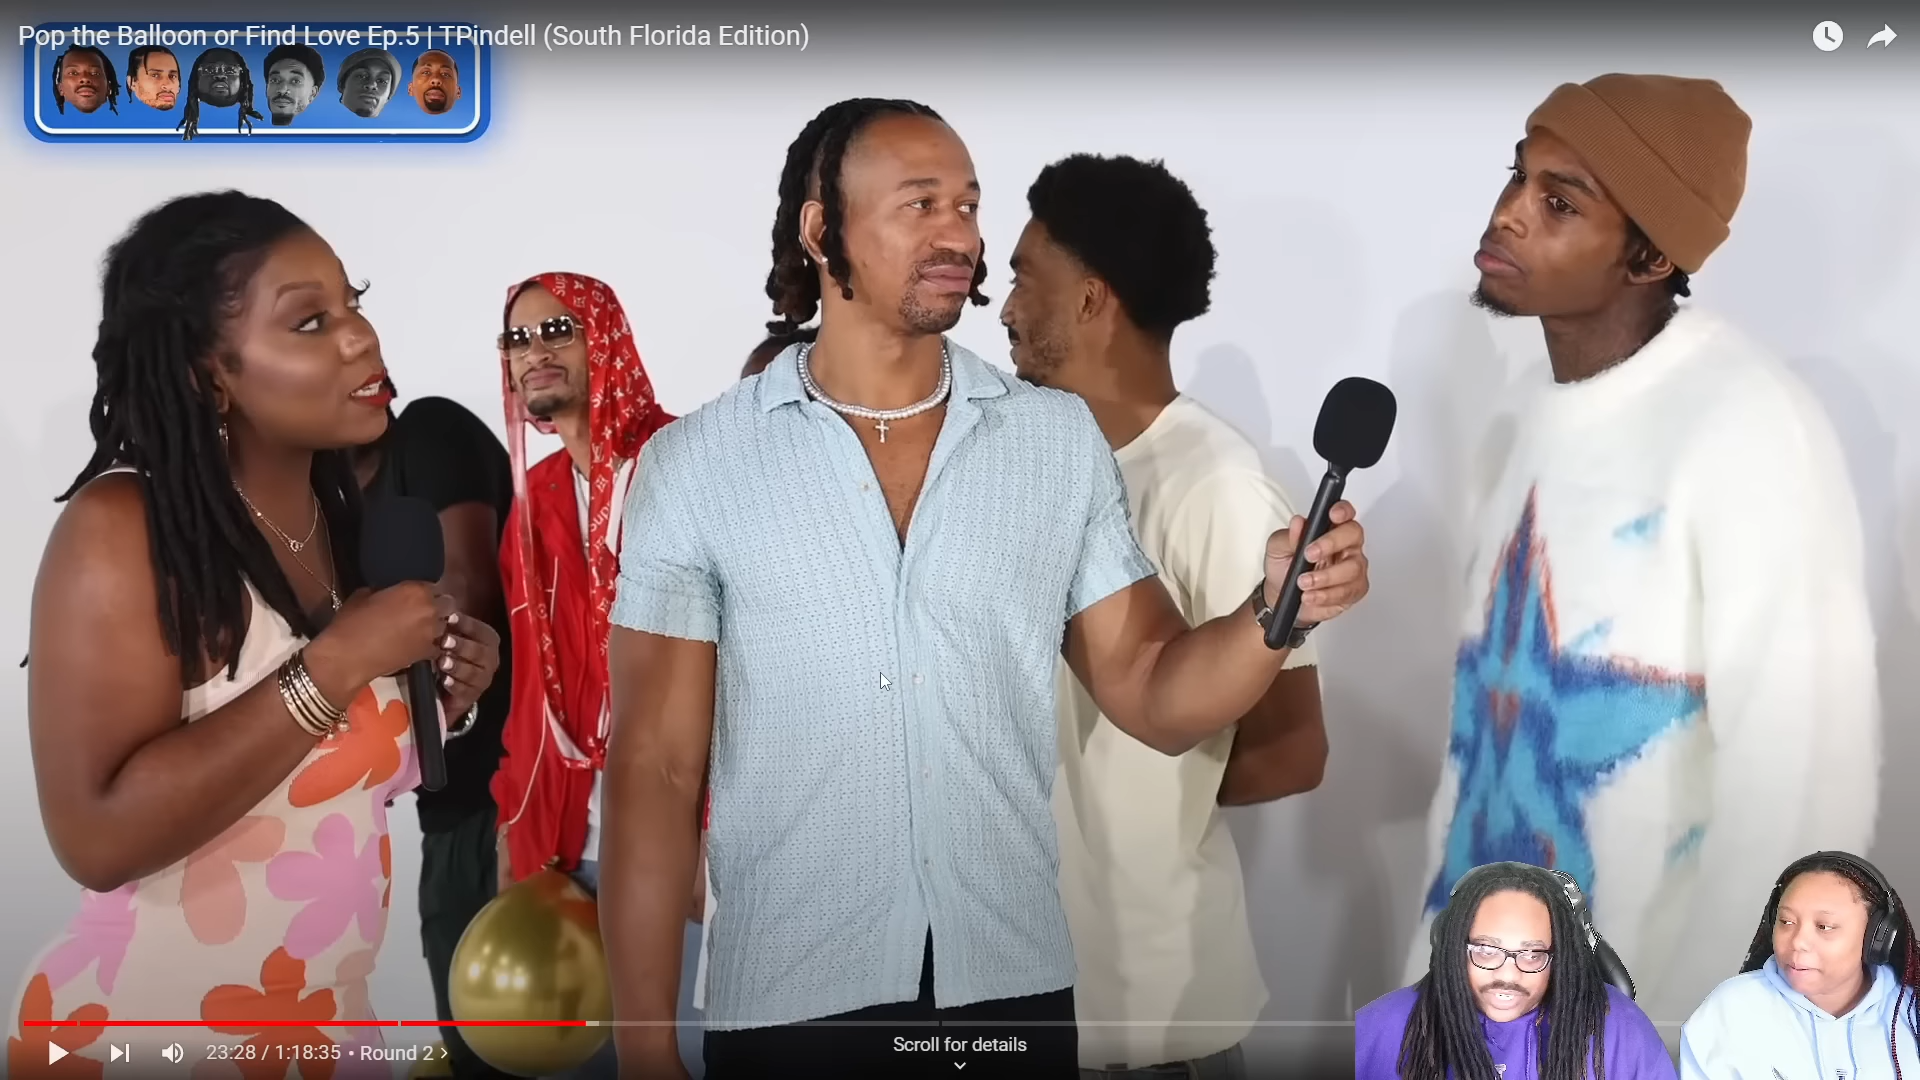 Pop the Balloon or Find Love Ep.5 | TPindell (South Florida Edition)
Scroll for details
23:28 / 1:18:35 • Round 2 >